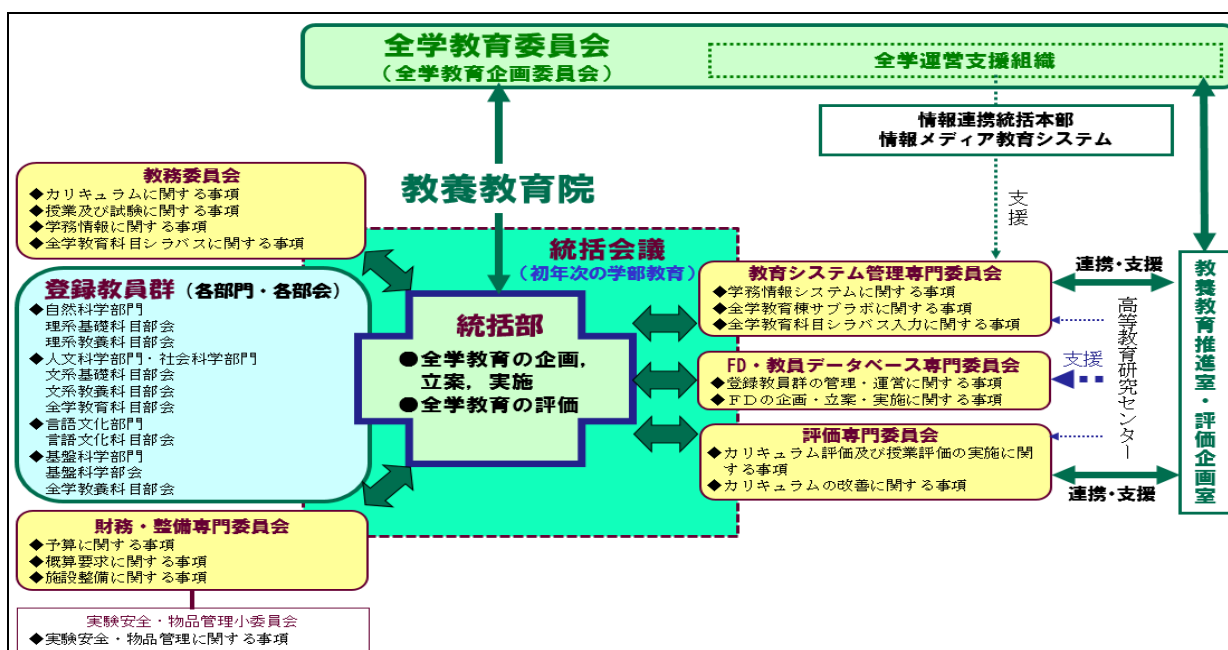 全学教育委員会
（全学教育企画委員会）
全学運営支援組織
情報連携統括本部
情報メディア教育システム
支援
教養教育院
教務委員会
◆カリキュラムに関する事項
◆授業及び試験に関する事項
◆学務情報に関する事項
◆全学教育科目シラバスに関する事項
登録教員群（各部門・各部会）
◆自然科学部門
理系基礎科目部会
理系教養科目部会
◆人文科学部門・社会科学部門
文系基礎科目部会
文系教養科目部会
全学教育科目部会
◆言語文化部門
言語文化科目部会
◆基盤科学部門
基盤科学部会
全学教養科目部会
財務・整備専門委員会
◆予算に関する事項
◆概算要求に関する事項
◆施設整備に関する事項
実験安全・物品管理小委員会
◆実験安全・物品管理に関する事項
統括会議
（初年次の学部教育）
統括部
●全学教育の企画，
立案，実施
●全学教育の評価
教育システム管理専門委員会
◆学務情報システムに関する事項
◆全学教育棟サブラボに関する事項
◆全学教育科目シラバス入力に関する事項
FD・教員データベース専門委員会
◆登録教員群の管理・運営に関する事項
◆ＦＤの企画・立案・実施に関する事項
評価専門委員会
◆カリキュラム評価及び授業評価の実施に関
する事項
◆カリキュラムの改善に関する事項
連携・支援
支援
連携・支援
高等教育研究センター
教養教育推進室・評価企画室